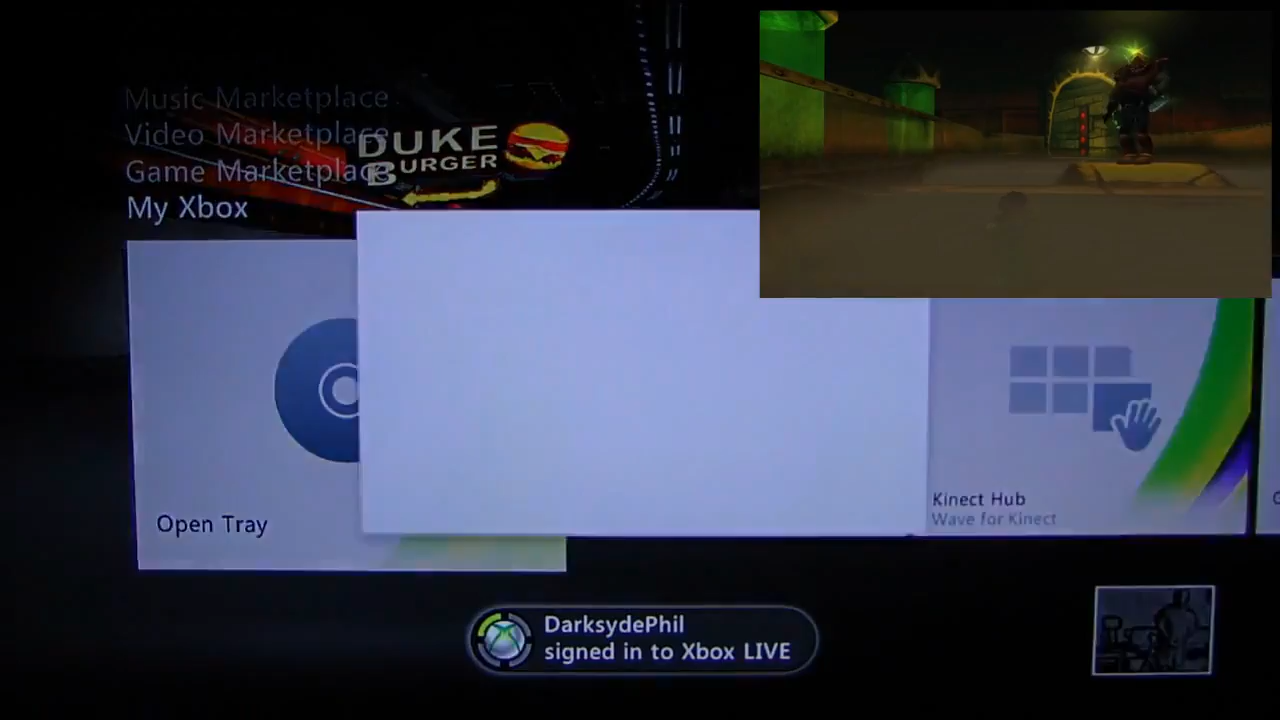 Music Marketplace
Video Marketplace
Game Marketplace
My Xbox
DUKE
BURGER
Open Tray
Kinect Hub
Wave for Kinect
DarksydePhil
signed in to Xbox LIVE